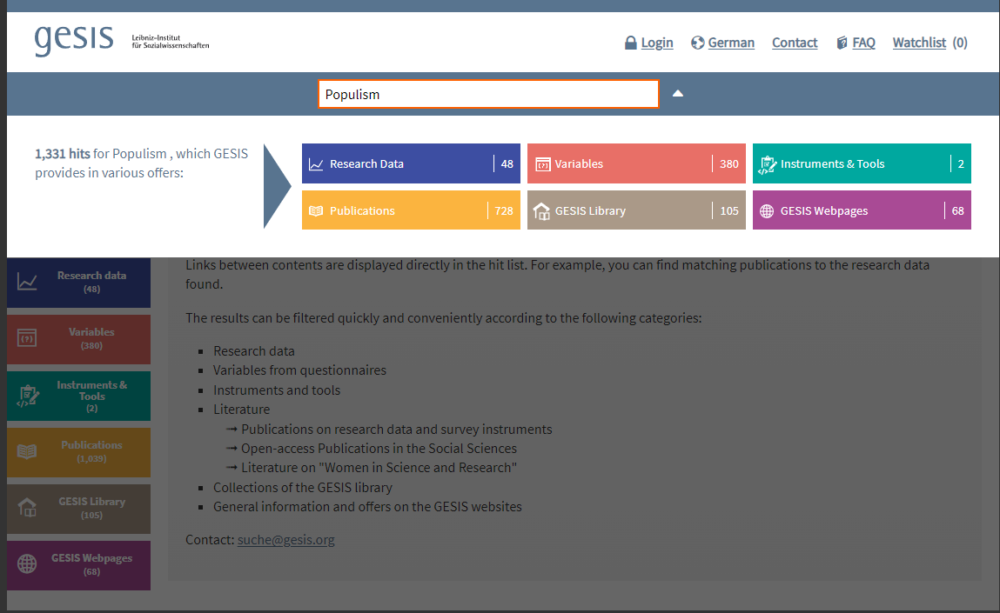 gesis
Leibniz-Institut
für Sozialwissenschaften
Login German Contact FAQ Watchlist (0)
Populism
1,331 hits for Populism , which GESIS
provides in various offers:
Research Data 48
Variables 380
Instruments & Tools 2
Publications 728
GESIS Library 105
GESIS Webpages 68
Research data
(48)
Variables
(380)
Instruments &
Tools
(2)
Publications
(1,039)
GESIS Library
(105)
GESIS Webpages
(68)
Links between contents are displayed directly in the hit list. For example, you can find matching publications to the research data
found.
The results can be filtered quickly and conveniently according to the following categories:
▪ Research data
▪ Variables from questionnaires
▪ Instruments and tools
▪ Literature
→ Publications on research data and survey instruments
→ Open-access Publications in the Social Sciences
→ Literature on "Women in Science and Research"
▪ Collections of the GESIS library
▪ General information and offers on the GESIS websites
Contact: suche@gesis.org